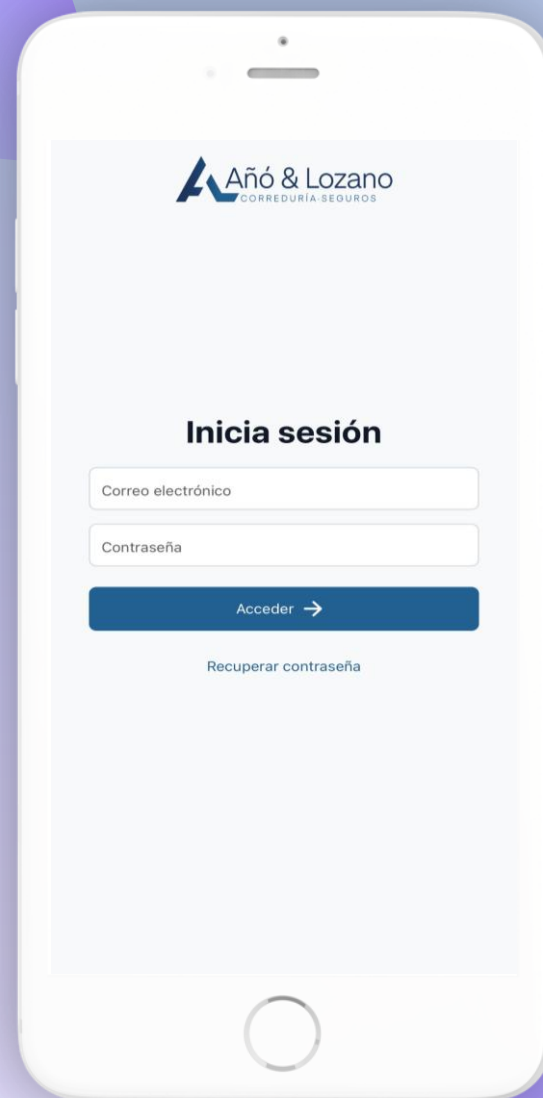 Añó & Lozano
CORREDURÍA-SEGUROS
Inicia sesión
Correo electrónico
Contraseña
Acceder
Recuperar contraseña